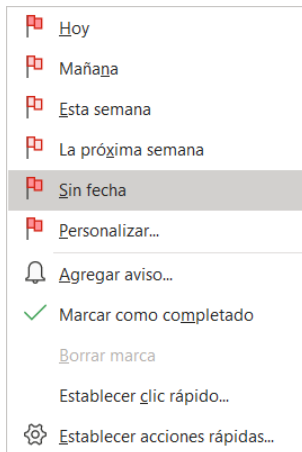 Hoy
Mañana
Esta semana
La próxima semana
Sin fecha
Personalizar...
Agregar aviso...
Marcar como completado
Borrar marca
Establecer clic rápido...
Establecer acciones rápidas...